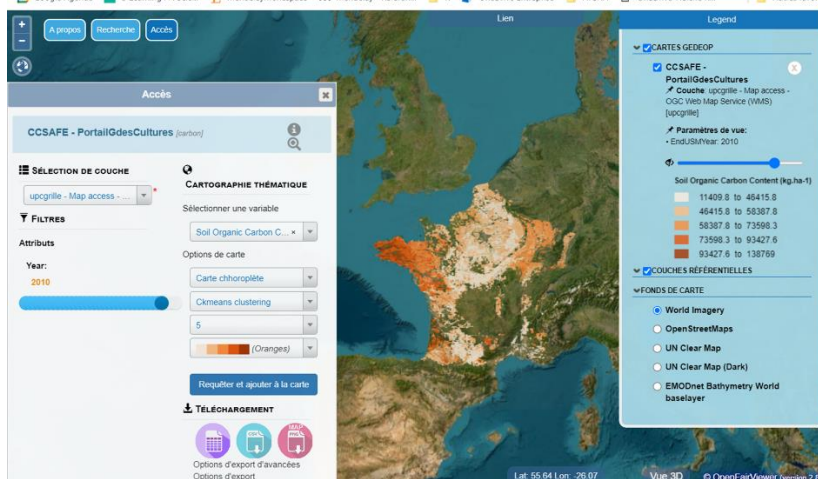 +
−
A propos
Recherche
Accès
Lien
Legend
Accès
CCSAFE - PortailGdesCultures [carbon]
SÉLECTION DE COUCHE
upcgrille - Map access - ... *
FILTRES
Attributs
Year:
2010
CARTOGRAPHIE THÉMATIQUE
Sélectionner une variable
Soil Organic Carbon C... ×
Options de carte
Carte chhoroplète
Ckmeans clustering
5
(Oranges)
Requêter et ajouter à la carte
TÉLÉCHARGEMENT
MAP
Options d'export d'avancées
Options d'export
CARTES GEDEOP
CCSAFE -
PortailGdesCultures
Couche: upcgrille - Map access -
OGC Web Map Service (WMS)
[upcgrille]
Paramètres de vue:
• EndUSMYear: 2010
Soil Organic Carbon Content (kg.ha-1)
11409.8 to 46415.8
46415.8 to 58387.8
58387.8 to 73598.3
73598.3 to 93427.6
93427.6 to 138769
COUCHES RÉFÉRENTIELLES
FONDS DE CARTE
World Imagery
OpenStreetMaps
UN Clear Map
UN Clear Map (Dark)
EMODnet Bathymetry World
baselayer
Lat: 55.64 Lon: -26.07
Vue 3D
© OpenFairViewer